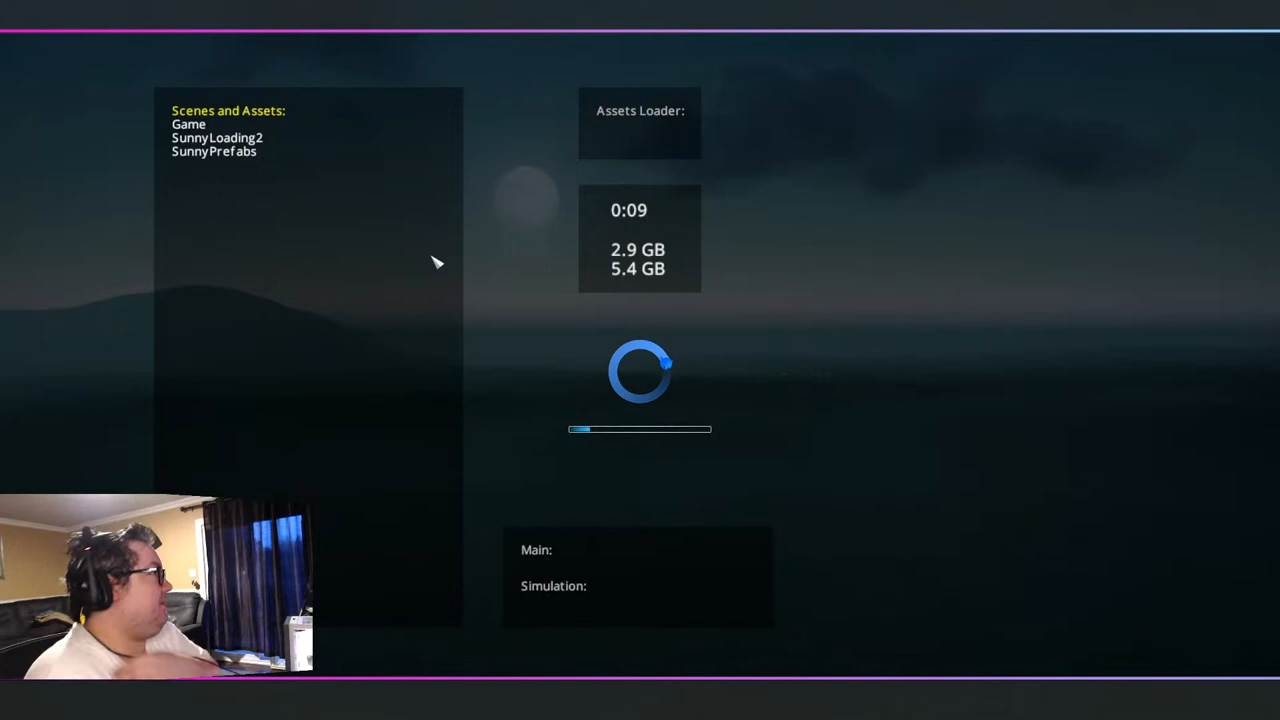 Scenes and Assets:
Game
SunnyLoading2
SunnyPrefabs
Assets Loader:
0:09
2.9 GB
5.4 GB
Main:
Simulation: